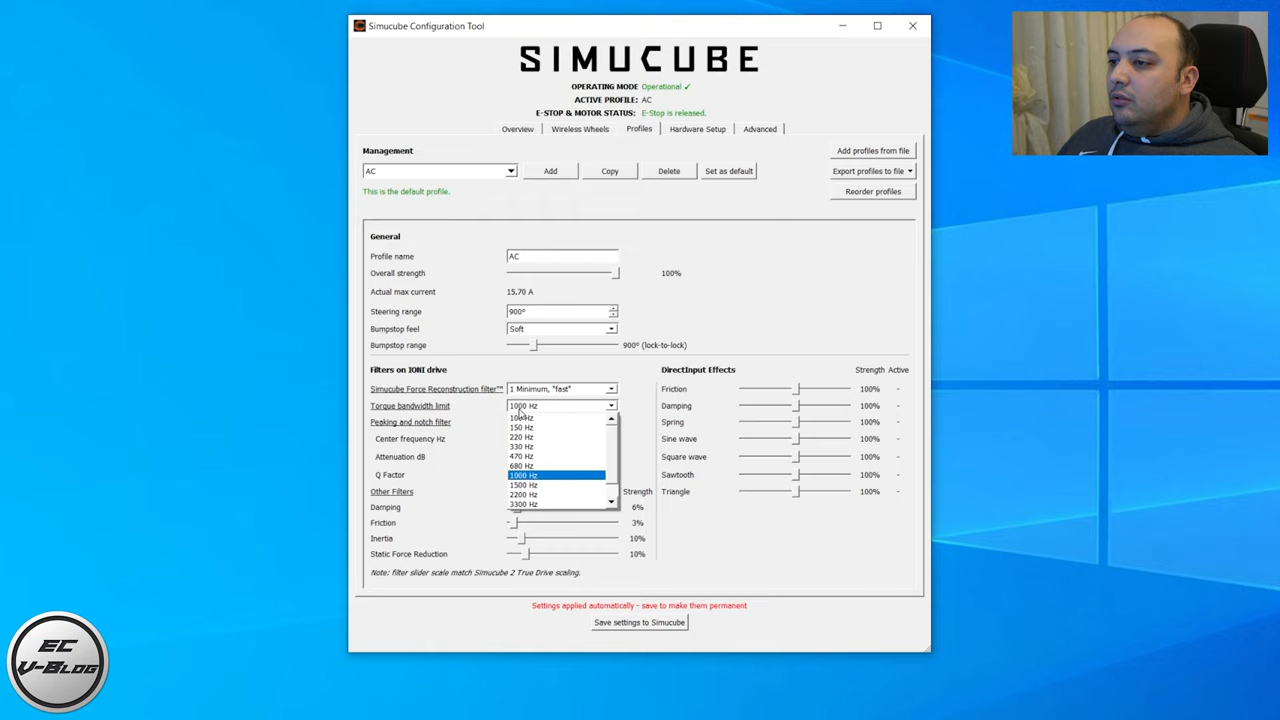 Simucube Configuration Tool
SIMUCUBE
OPERATING MODE Operational ✓
ACTIVE PROFILE: AC
E-STOP & MOTOR STATUS: E-Stop is released.
Overview
Wireless Wheels
Profiles
Hardware Setup
Advanced
Management
Add profiles from file
AC
Add
Copy
Delete
Set as default
Export profiles to file
This is the default profile.
Reorder profiles
General
Profile name
AC
Overall strength
100%
Actual max current
15.70 A
Steering range
900°
Bumpstop feel
Soft
Bumpstop range
900° (lock-to-lock)
Filters on IONI drive
Simucube Force Reconstruction filter™
1 Minimum, "fast"
Torque bandwidth limit
1000 Hz
150 Hz
220 Hz
330 Hz
470 Hz
680 Hz
1000 Hz
1500 Hz
2200 Hz
3300 Hz
Peaking and notch filter
Center frequency Hz
Attenuation dB
Q Factor
Other Filters
Strength
Damping
6%
Friction
3%
Inertia
10%
Static Force Reduction
10%
Note: filter slider scale match Simucube 2 True Drive scaling.
DirectInput Effects
Strength
Active
Friction
100%
-
Damping
100%
-
Spring
100%
-
Sine wave
100%
-
Square wave
100%
-
Sawtooth
100%
-
Triangle
100%
-
Settings applied automatically - save to make them permanent
Save settings to Simucube
EC
V-BLOG